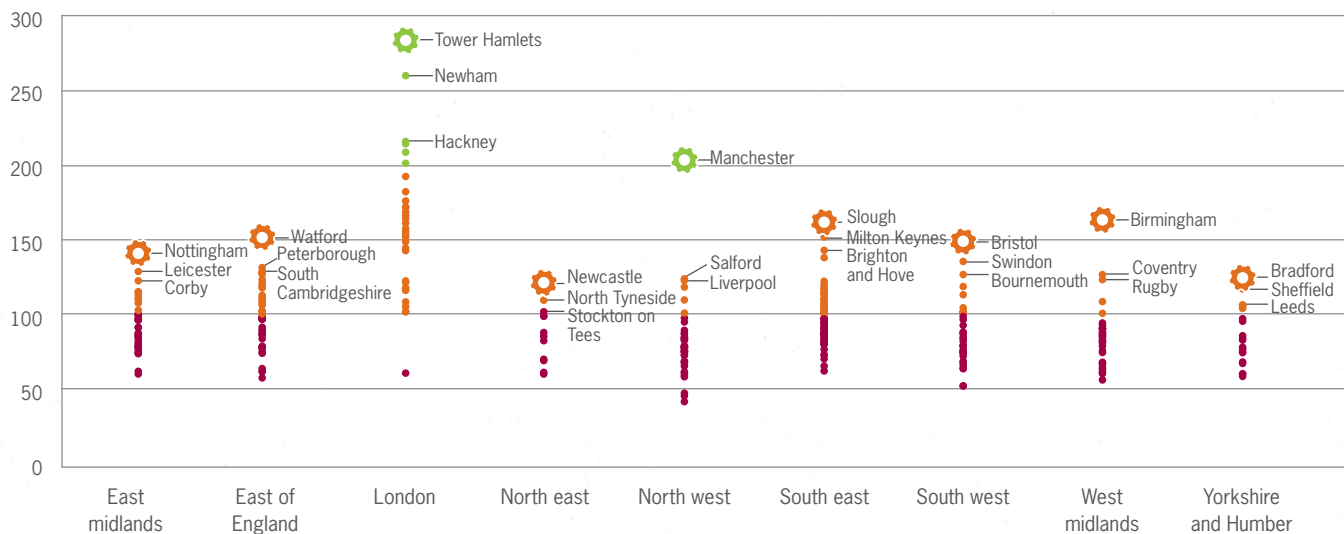 300
250
200
150
100
50
0
Nottingham
Leicester
Corby
Watford
Peterborough
South
Cambridgeshire
Tower Hamlets
Newham
Hackney
Newcastle
North Tyneside
Stockton on
Tees
Manchester
Salford
Liverpool
Slough
Milton Keynes
Brighton
and Hove
Bristol
Swindon
Bournemouth
Birmingham
Coventry
Rugby
Bradford
Sheffield
Leeds
East
midlands
East of
England
London
North east
North west
South east
South west
West
midlands
Yorkshire
and Humber